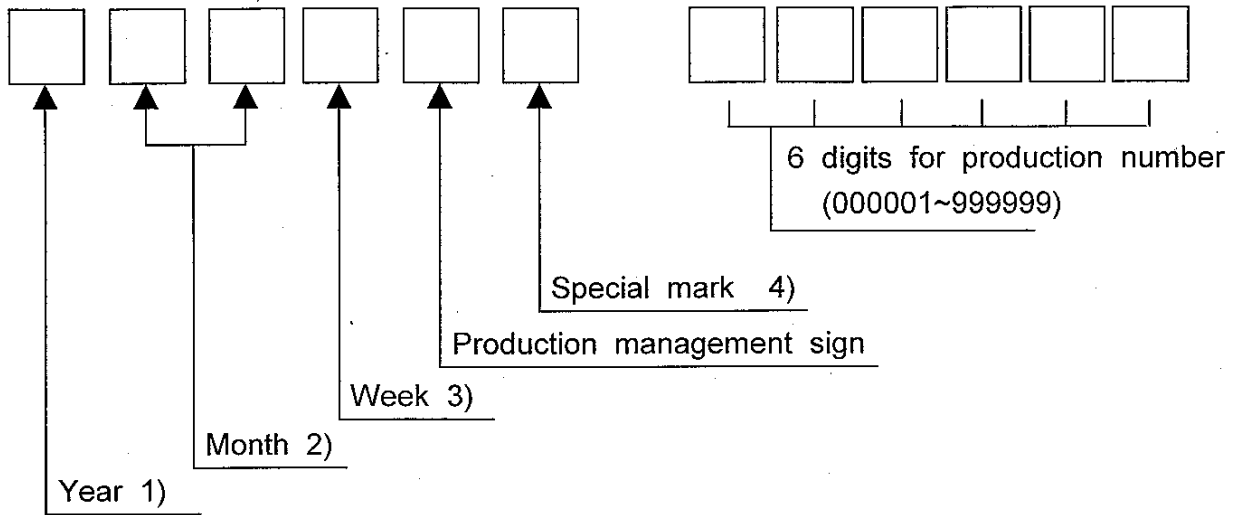 6 digits for production number
(000001~999999)
Special mark 4)
Production management sign
Week 3)
Month 2)
Year 1)